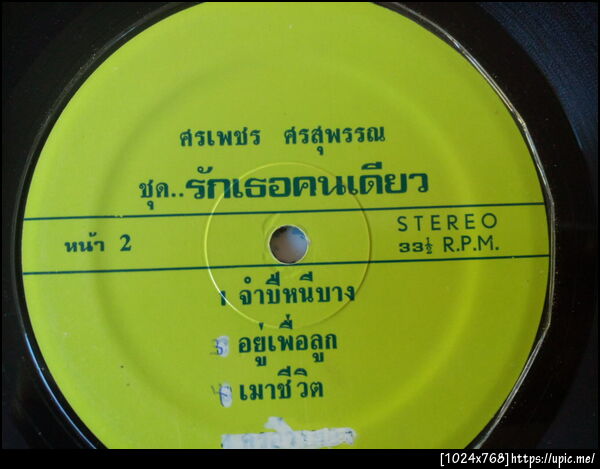 ศรเพชร ศรสุพรรณ
ชุด..รักเธอคนเดียว
หน้า 2
STEREO
33½ R.P.M.
1 จำปีหนีบาง
3 อยู่เพื่อลูก
4 เมาชีวิต
[1024x768]https://upic.me/